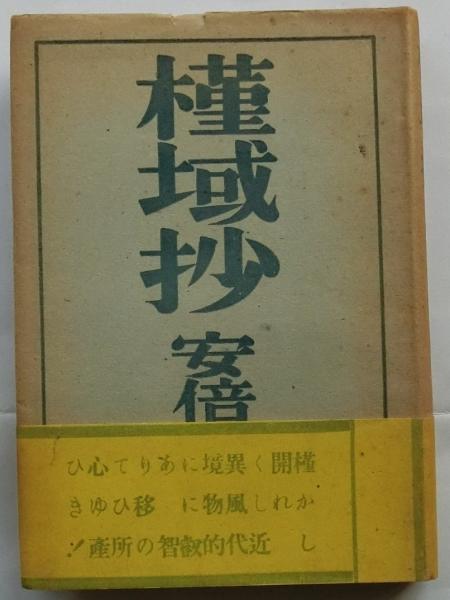 槿域抄
安倍
槿開く異境にありて心ひ
かれし風物に移ひゆき
し近代的叡智の所産！